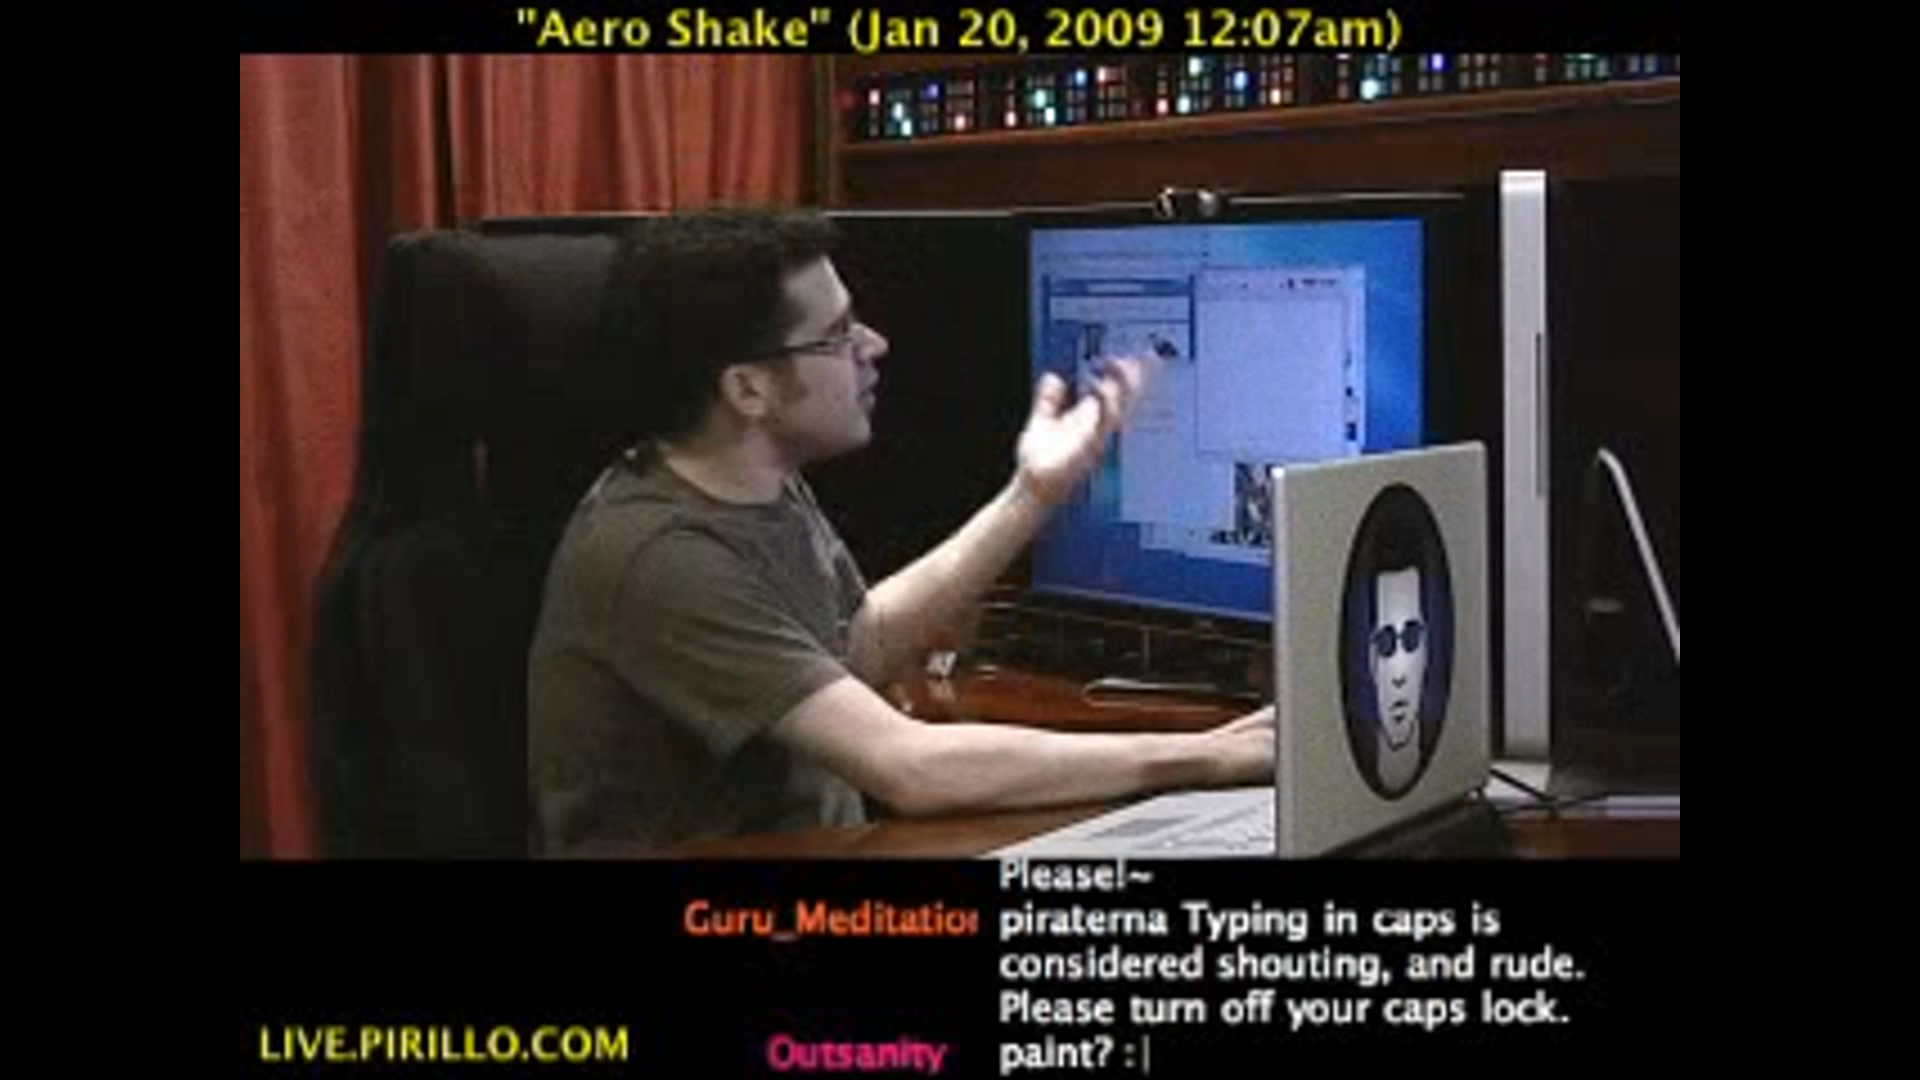 "Aero Shake" (Jan 20, 2009 12:07am)
Please!~
Guru_Meditation piraterna Typing in caps is
considered shouting, and rude.
Please turn off your caps lock.
LIVE.PIRILLO.COM
Outsanity paint? :|